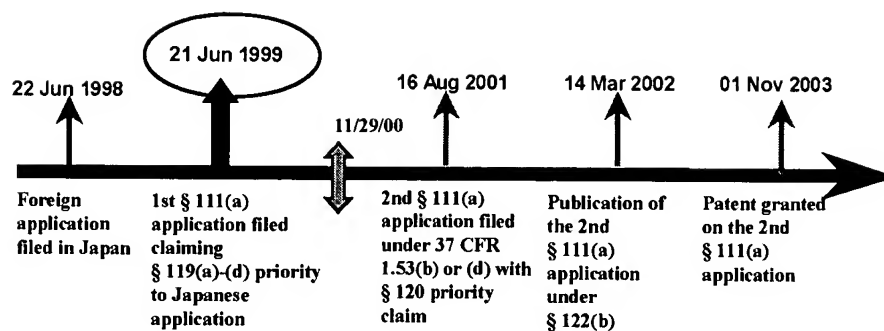 21 Jun 1999
22 Jun 1998
16 Aug 2001
14 Mar 2002
01 Nov 2003
11/29/00
Foreign
application
filed in Japan
1st § 111(a)
application filed
claiming
§ 119(a)-(d) priority
to Japanese
application
2nd § 111(a)
application filed
under 37 CFR
1.53(b) or (d) with
§ 120 priority
claim
Publication of
the 2nd
§ 111(a)
application
under
§ 122(b)
Patent granted
on the 2nd
§ 111(a)
application